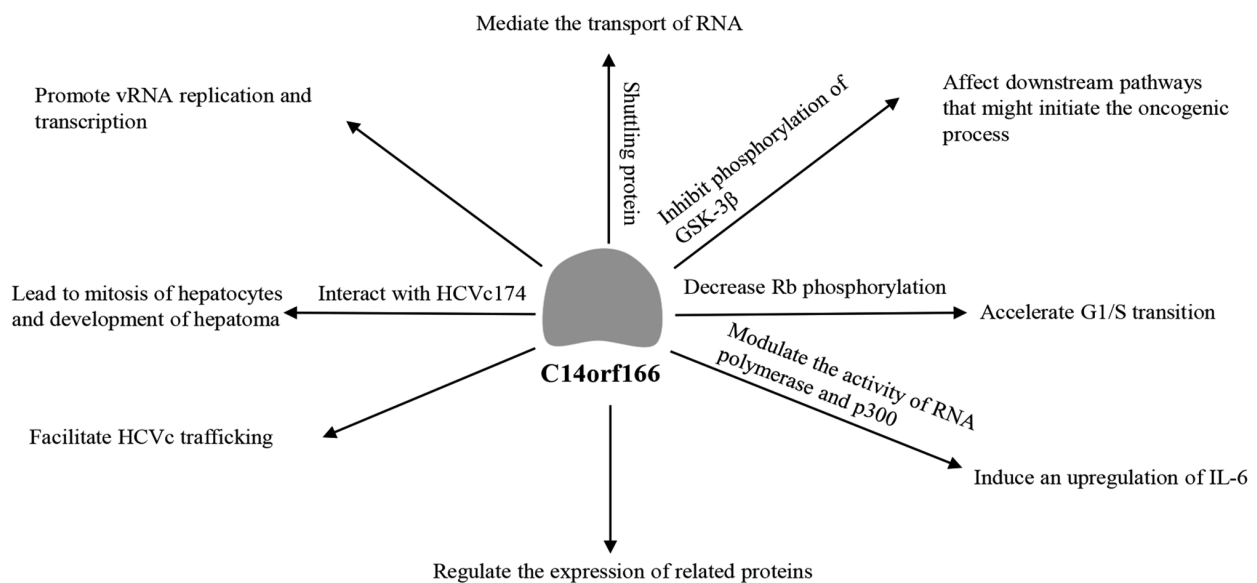 Mediate the transport of RNA
Shuttling protein
Promote vRNA replication and
transcription
Inhibit phosphorylation of
GSK-3β
Affect downstream pathways
that might initiate the oncogenic
process
Lead to mitosis of hepatocytes
and development of hepatoma
Interact with HCVc174
Decrease Rb phosphorylation
Accelerate G1/S transition
C14orf166
Modulate the activity of RNA
polymerase and p300
Facilitate HCVc trafficking
Induce an upregulation of IL-6
Regulate the expression of related proteins